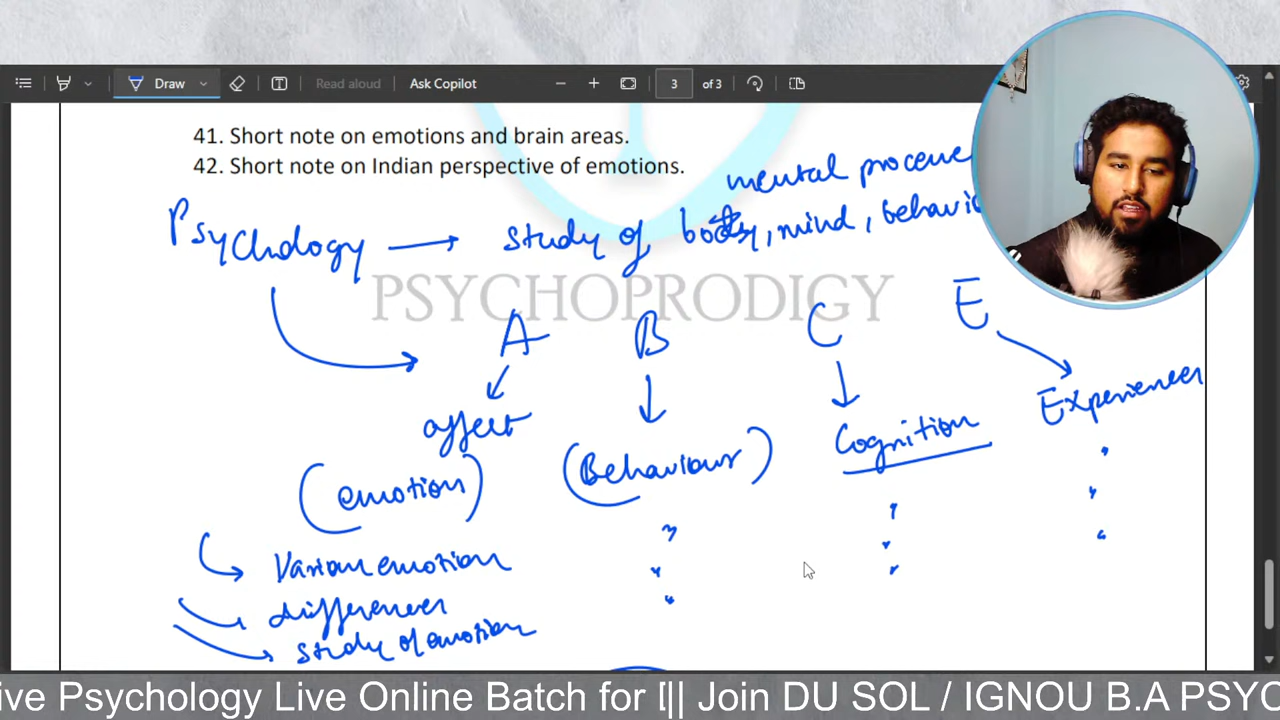 Draw
Read aloud
Ask Copilot
3 of 3
41. Short note on emotions and brain areas.
42. Short note on Indian perspective of emotions.
mental
Psychology → study of body, mind,
PSYCHOPRODIGY
A B C E
affect
(emotion)
(Behaviour)
Cognition
Experiences
Various emotion
differences
study of emotion
ive Psychology Live Online Batch for [|| Join DU SOL / IGNOU B.A PSYC